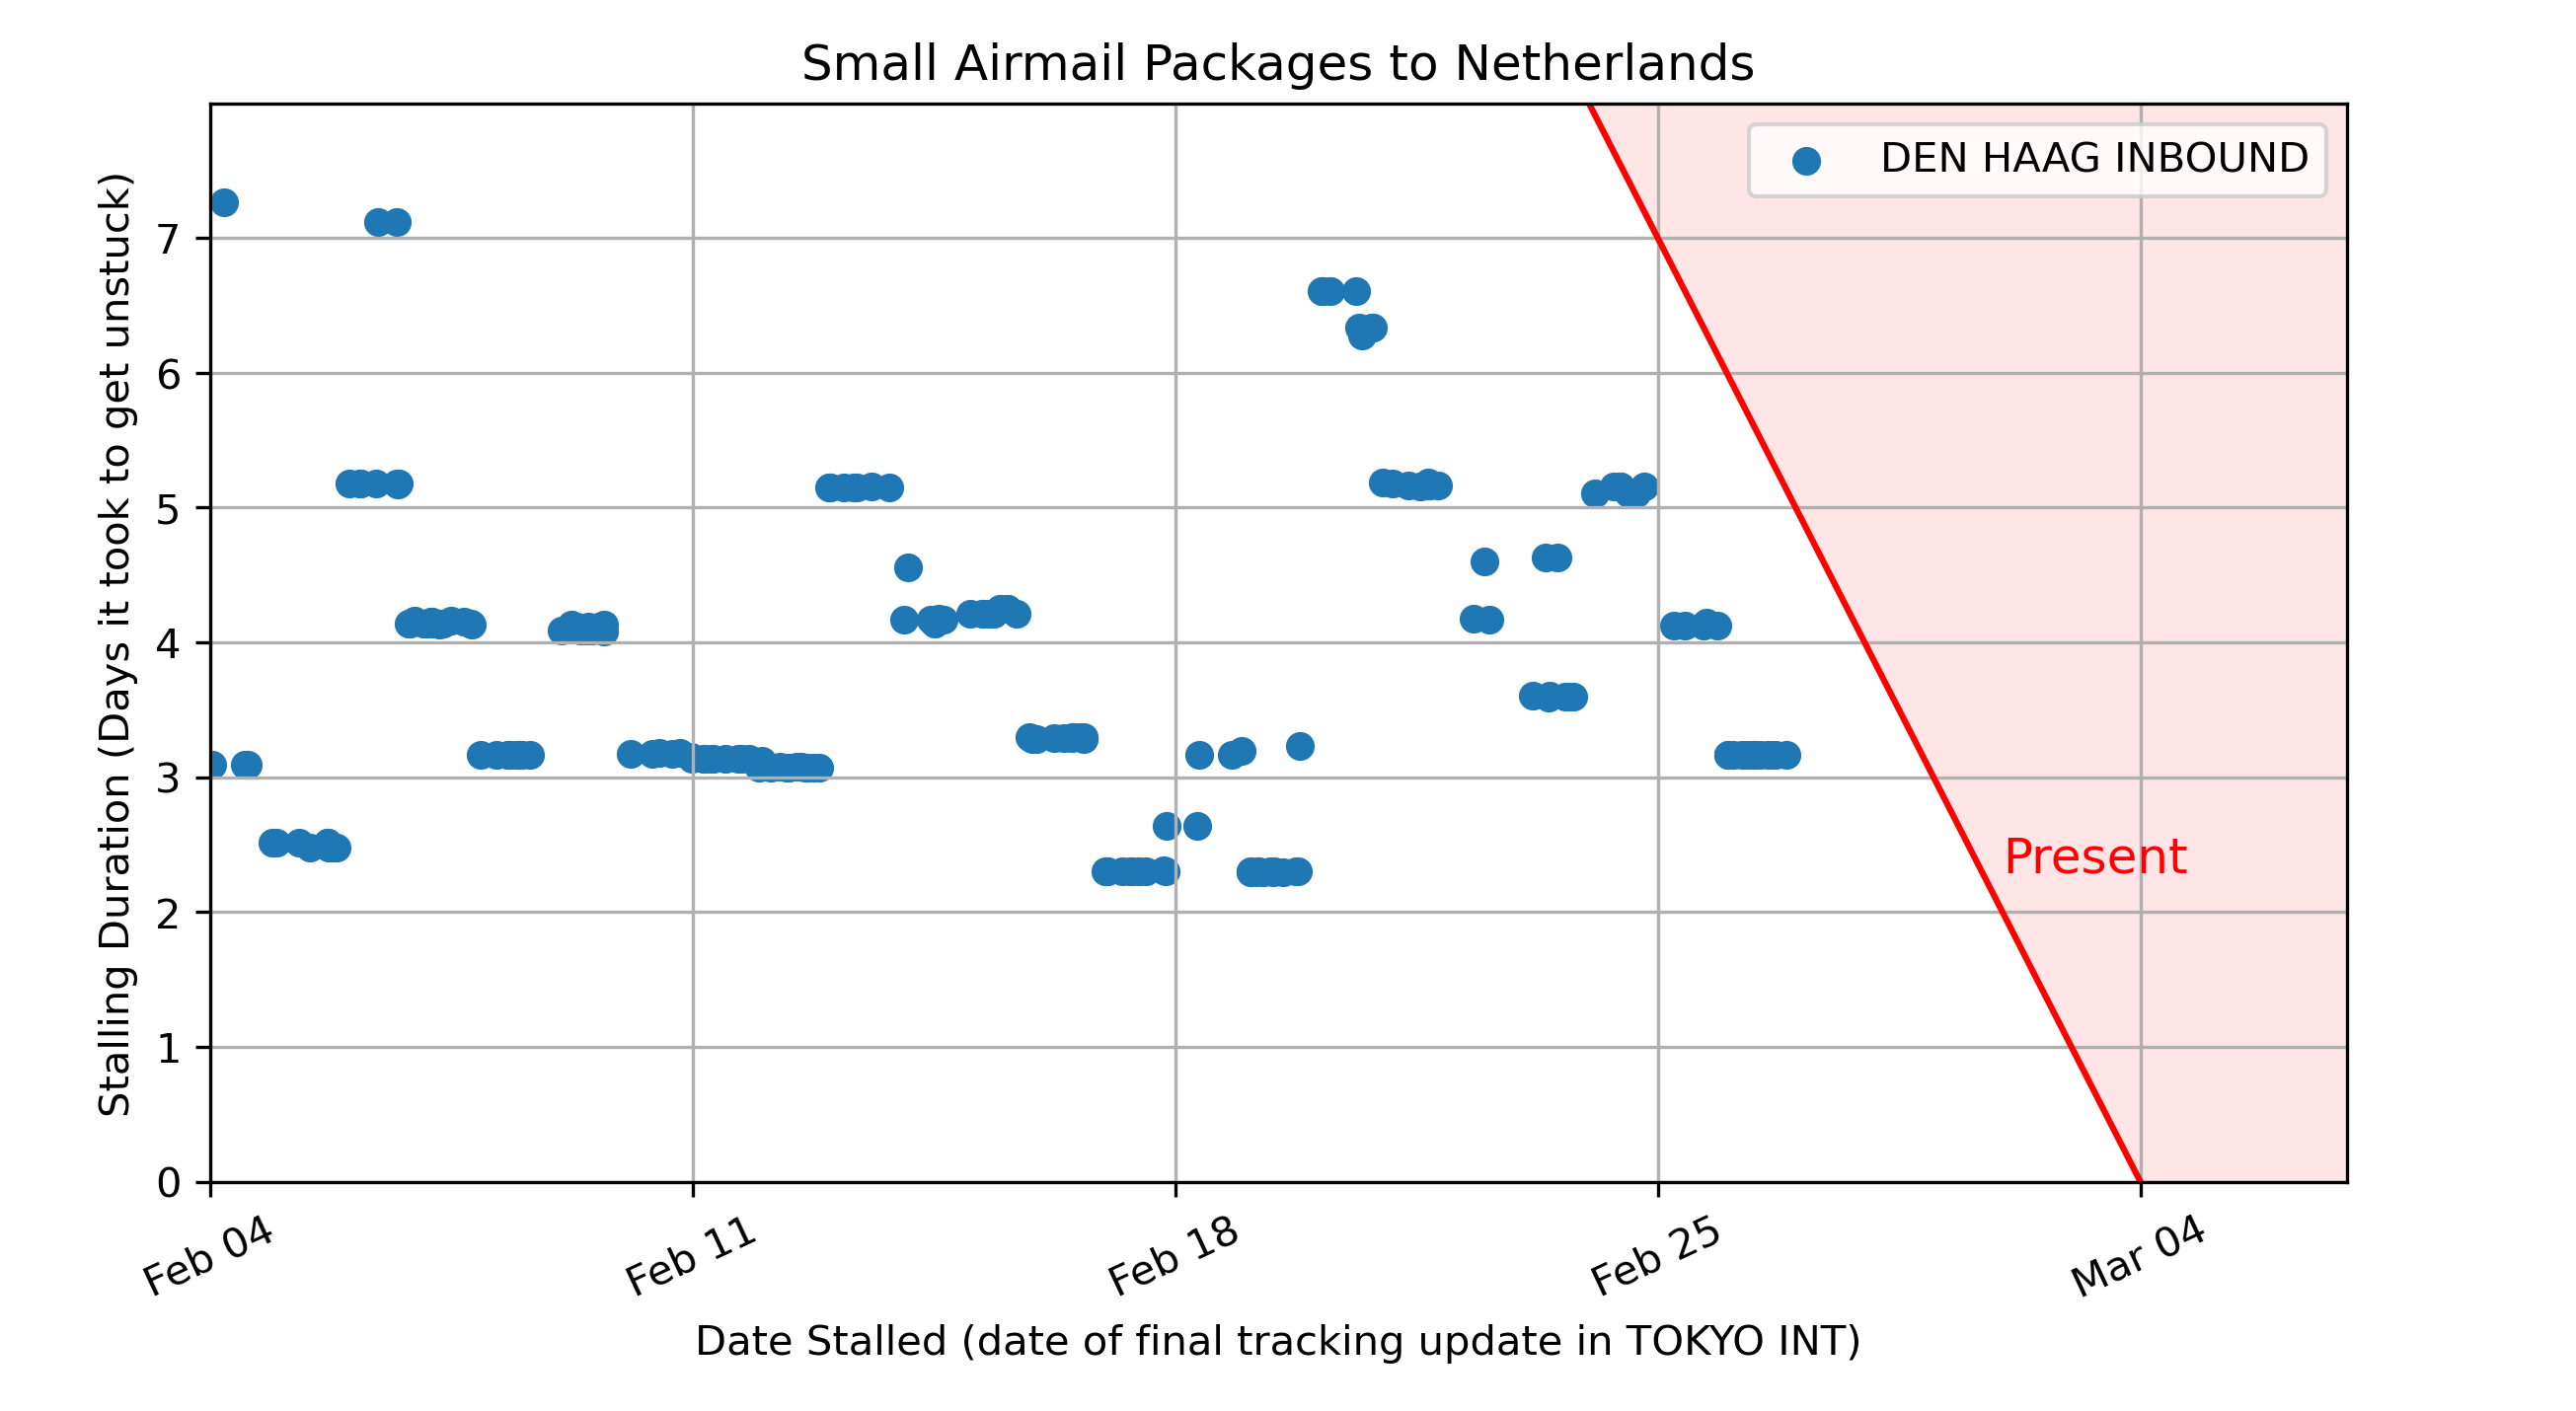 Small Airmail Packages to Netherlands
DEN HAAG INBOUND
Stalling Duration (Days it took to get unstuck)
7
6
5
4
3
2
1
0
Present
Feb 04
Feb 11
Feb 18
Feb 25
Mar 04
Date Stalled (date of final tracking update in TOKYO INT)